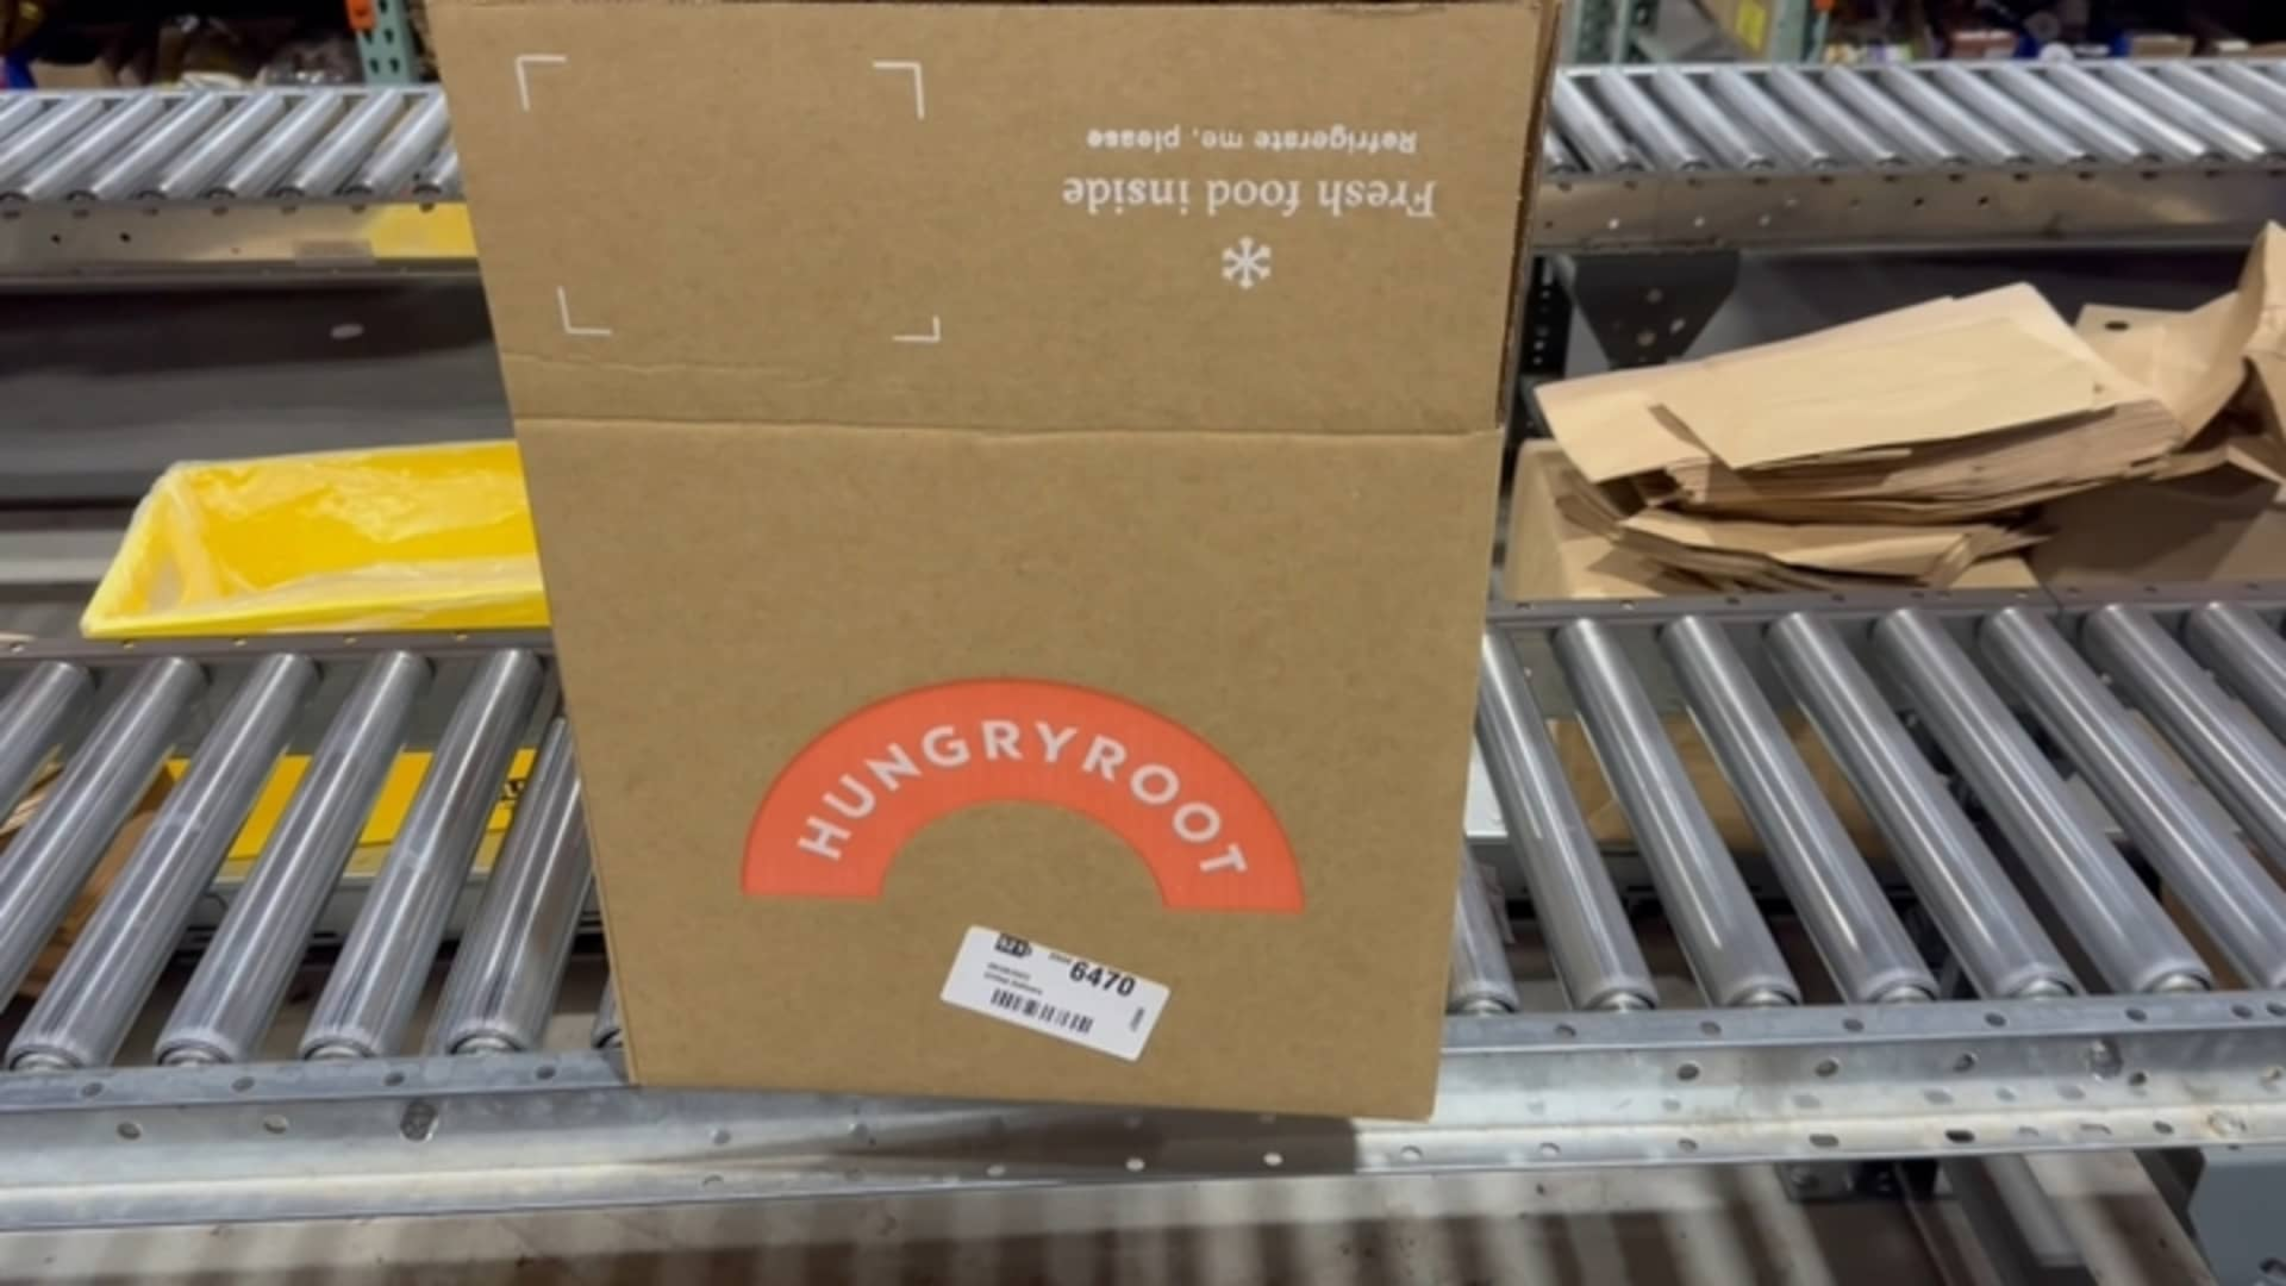 Refrigerate me, please
Fresh food inside
HUNGRYROOT
6470